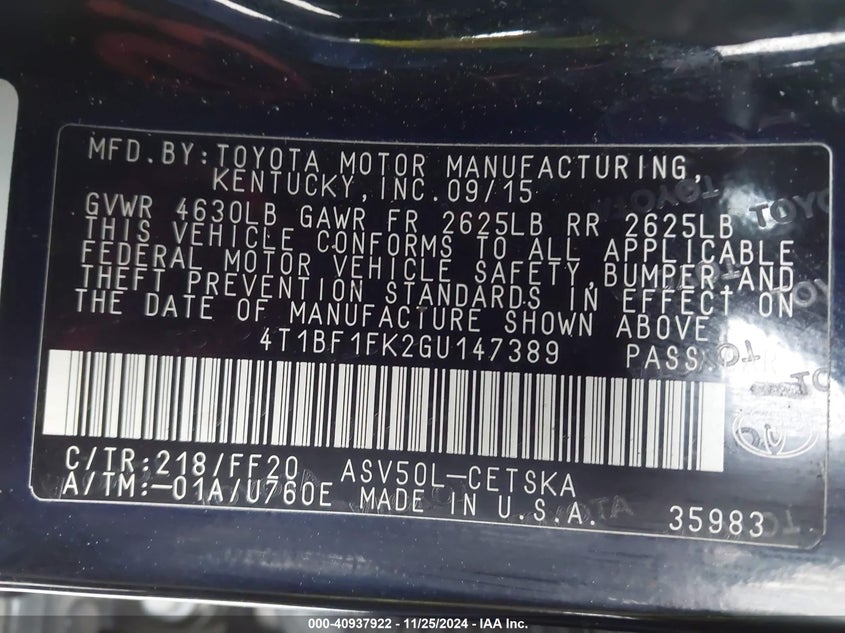 MFD.BY:TOYOTA MOTOR MANUFACTURING,
KENTUCKY,INC.09/15
GVWR 4630LB GAWR FR 2625LB RR 2625LB
THIS VEHICLE CONFORMS TO ALL APPLICABLE
FEDERAL MOTOR VEHICLE SAFETY,BUMPER,AND
THEFT PREVENTION STANDARDS IN EFFECT ON
THE DATE OF MANUFACTURE SHOWN ABOVE.
4T1BF1FK2GU147389 PASS.CAR
C/TR:218/FF20 ASV50L-CETSKA
A/TM:-01A/U760E MADE IN U.S.A. 35983
TOYOTA
TOYOTA
000-40937922 - 11/25/2024 - IAA Inc.